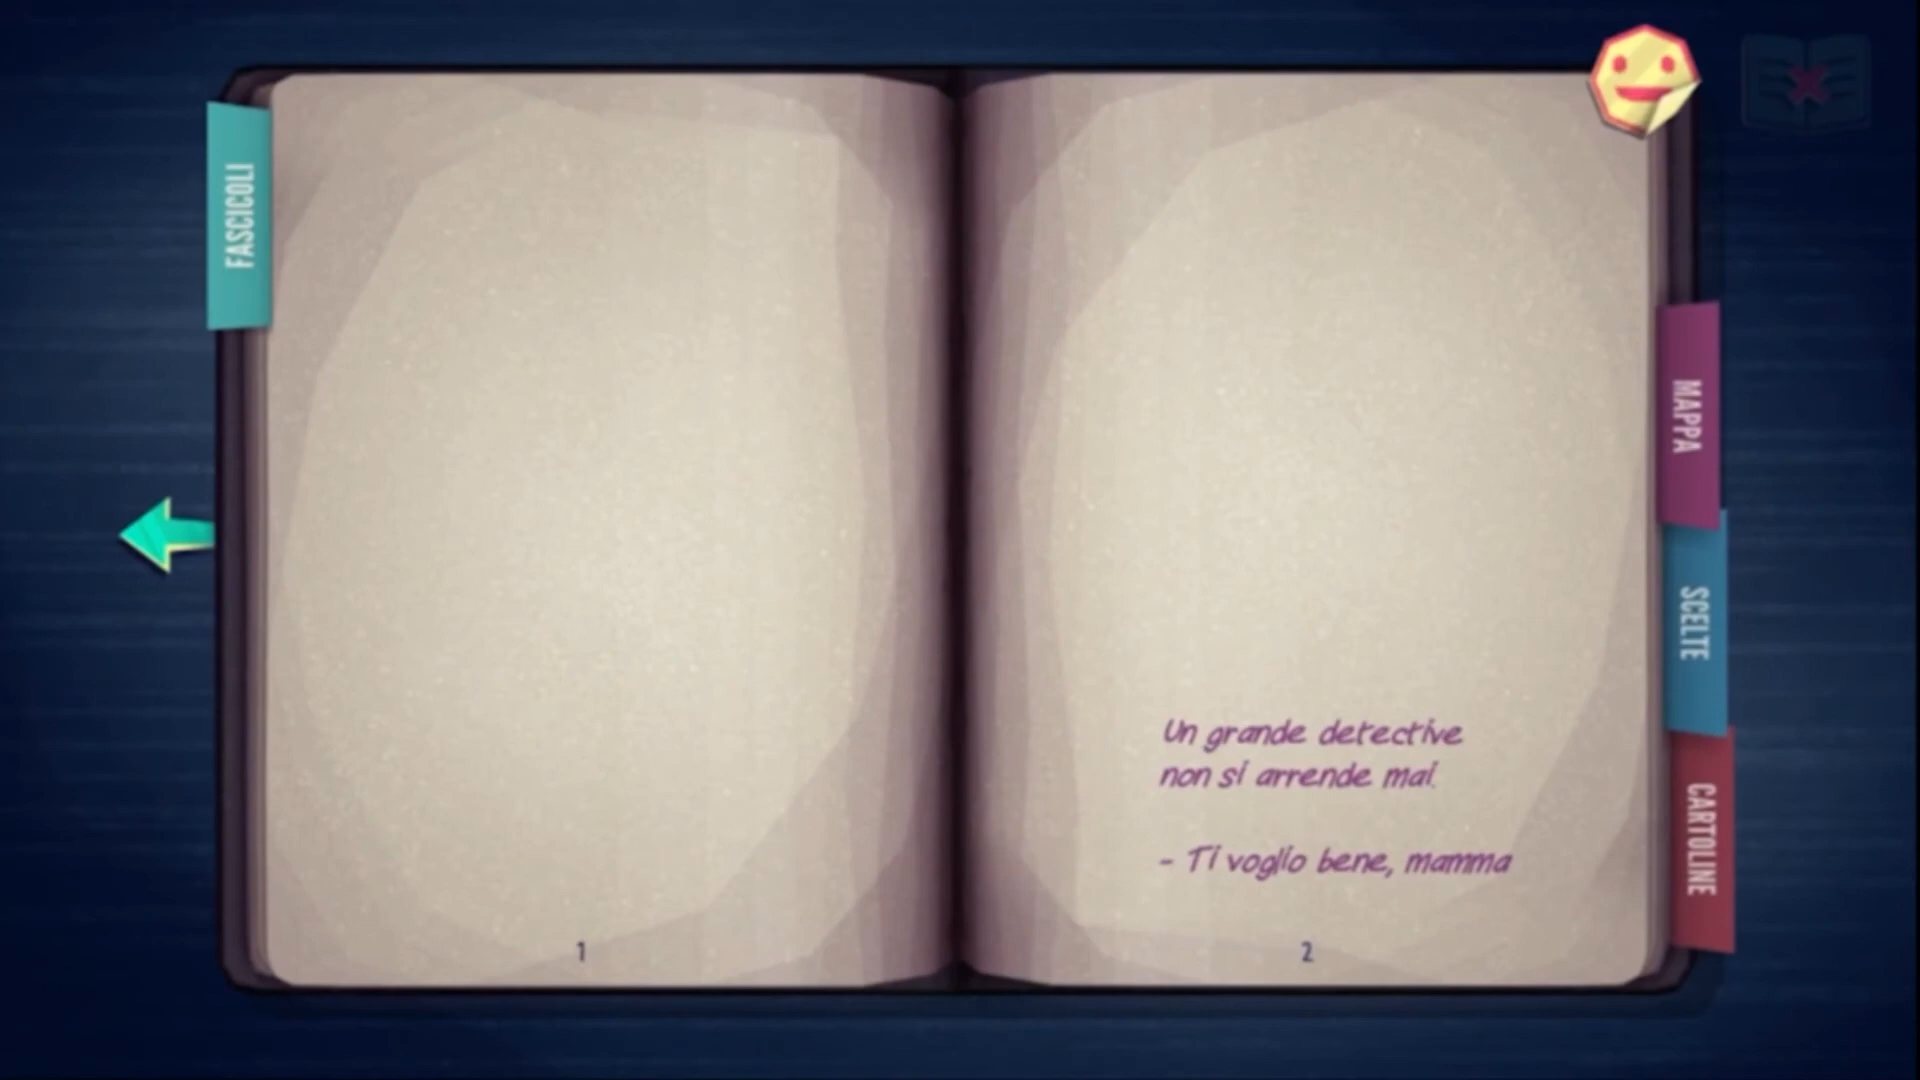 FASCICOLI
MAPPA
SCELTE
CARTOLINE
Un grande detective
non si arrende mai.
- Ti voglio bene, mamma
1
2